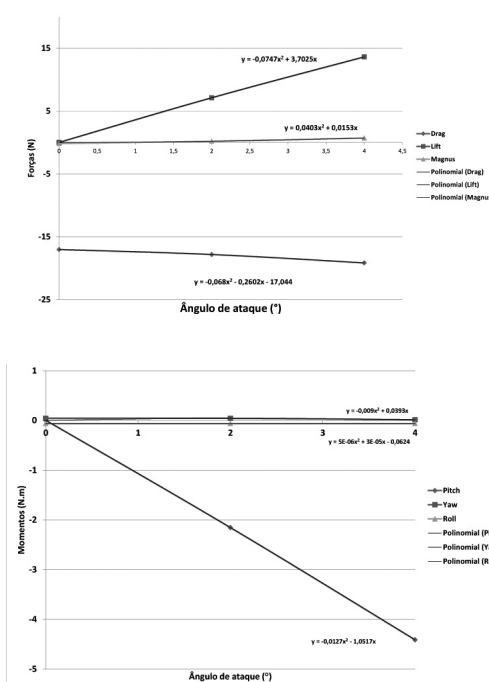 15
y = -0,0747x² + 3,7025x
5
y = 0,0403x² + 0,0153x
0 0,5 1 1,5 2 2,5 3 3,5 4 4,5
-5
-15
-25
Forças (N)
y = -0,068x² - 0,2602x - 17,044
Ângulo de ataque (°)
Drag
Lift
Magnus
Polinomial (Drag)
Polinomial (Lift)
Polinomial (Magnus
1
y = -0,009x² + 0,0393x
0
0 1 2 3 4
y = 5E-06x² + 3E-05x - 0,0624
-1
-2
-3
-4
-5
Momentos (N.m)
y = -0,0127x² - 1,0517x
Ângulo de ataque (°)
Pitch
Yaw
Roll
Polinomial (Pi
Polinomial (Ya
Polinomial (R